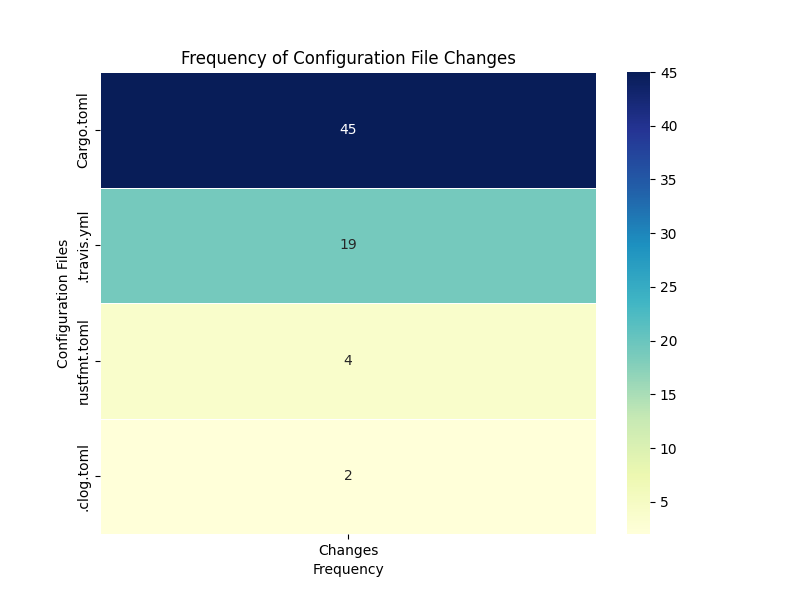 Frequency of Configuration File Changes
Configuration Files
Cargo.toml
45
.travis.yml
19
rustfmt.toml
4
.clog.toml
2
Changes
Frequency
45
40
35
30
25
20
15
10
5